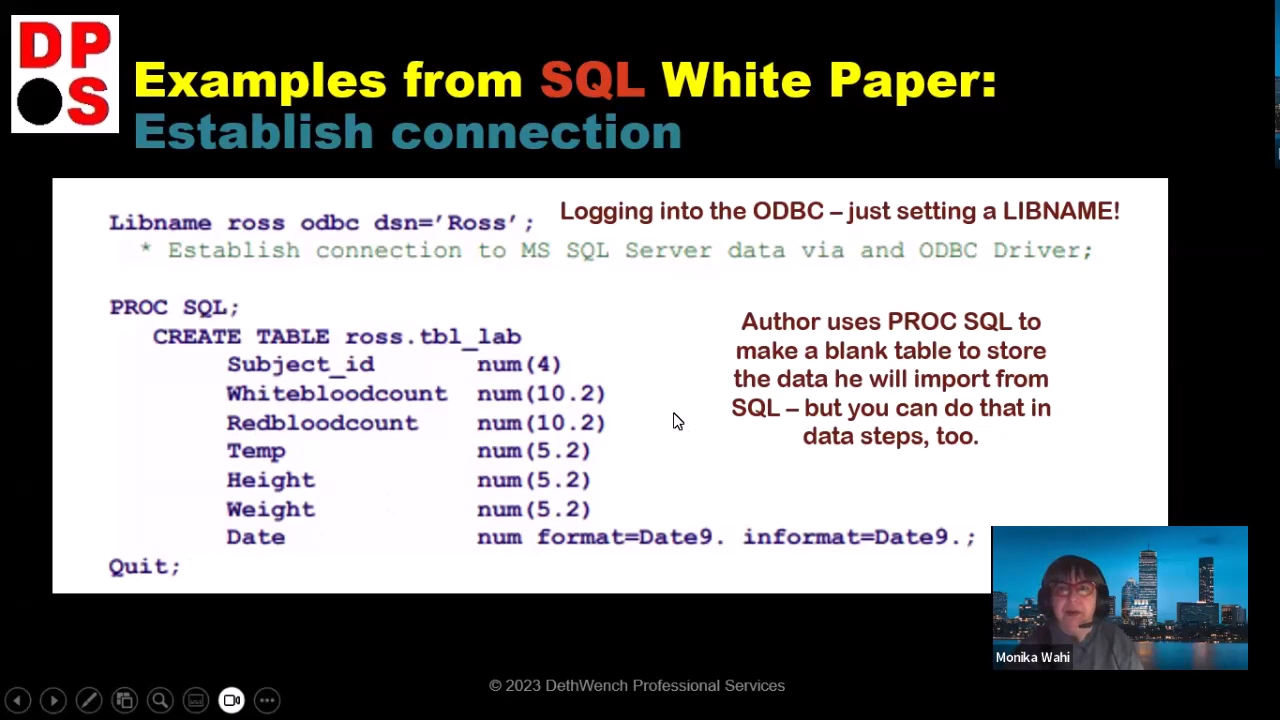 DP
S
Examples from SQL White Paper:
Establish connection
Libname ross odbc dsn=’Ross’;
Logging into the ODBC – just setting a LIBNAME!
* Establish connection to MS SQL Server data via and ODBC Driver;
PROC SQL;
CREATE TABLE ross.tbl_lab
Subject_id num(4)
Whitebloodcount num(10.2)
Redbloodcount num(10.2)
Temp num(5.2)
Height num(5.2)
Weight num(5.2)
Date num format=Date9. informat=Date9.;
Quit;
Author uses PROC SQL to
make a blank table to store
the data he will import from
SQL – but you can do that in
data steps, too.
Monika Wahi
© 2023 DethWench Professional Services